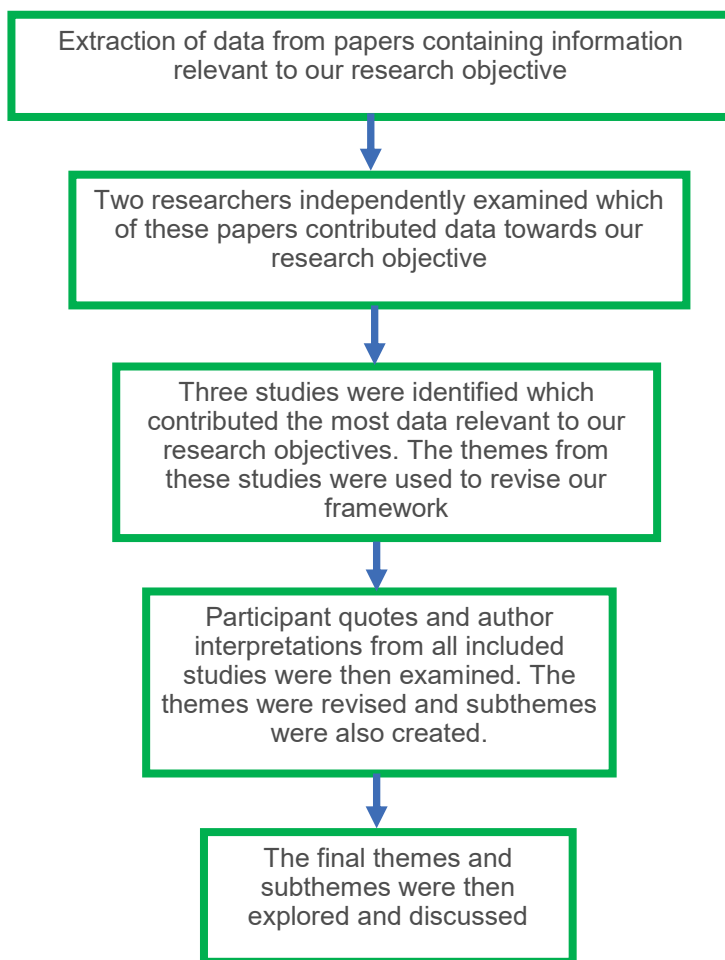 Extraction of data from papers containing information
relevant to our research objective
Two researchers independently examined which
of these papers contributed data towards our
research objective
Three studies were identified which
contributed the most data relevant to our
research objectives. The themes from
these studies were used to revise our
framework
Participant quotes and author
interpretations from all included
studies were then examined. The
themes were revised and subthemes
were also created.
The final themes and
subthemes were then
explored and discussed